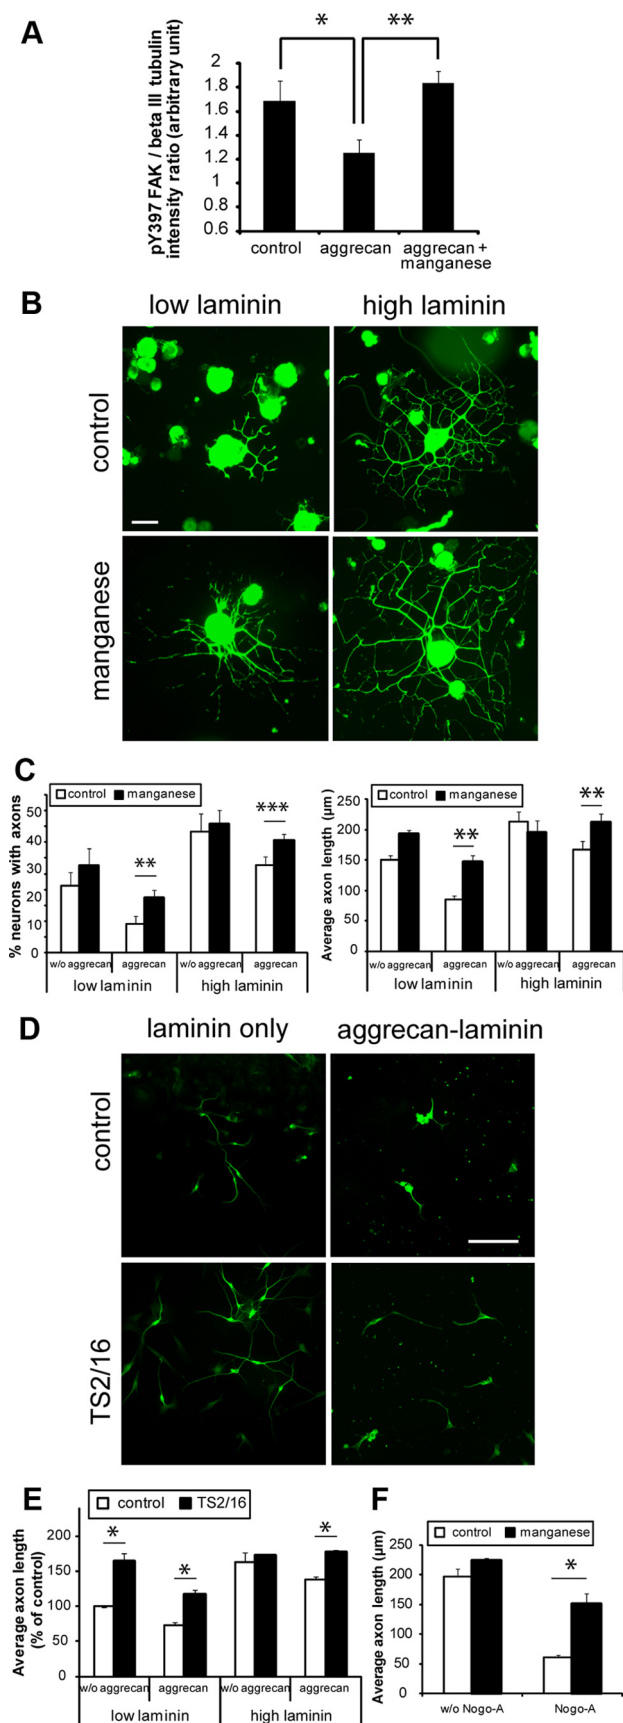 A
* **
pY397 FAK / beta III tubulin
intensity ratio (arbitrary unit)
2
1.8
1.6
1.4
1.2
1
0.8
0.6
control aggrecan aggrecan +
manganese
B
low laminin high laminin
control
manganese
C
control manganese
% neurons with axons
50
40
30
20
10
0
** ***
w/o aggrecan aggrecan w/o aggrecan aggrecan
low laminin high laminin
control manganese
Average axon length (µm)
250
200
150
100
50
0
** **
w/o aggrecan aggrecan w/o aggrecan aggrecan
low laminin high laminin
D
laminin only aggrecan-laminin
control
TS2/16
E
control TS2/16
Average axon length
(% of control)
200
150
100
50
0
* * *
w/o aggrecan aggrecan w/o aggrecan aggrecan
low laminin high laminin
F
control manganese
Average axon length (µm)
250
200
150
100
50
0
*
w/o Nogo-A Nogo-A